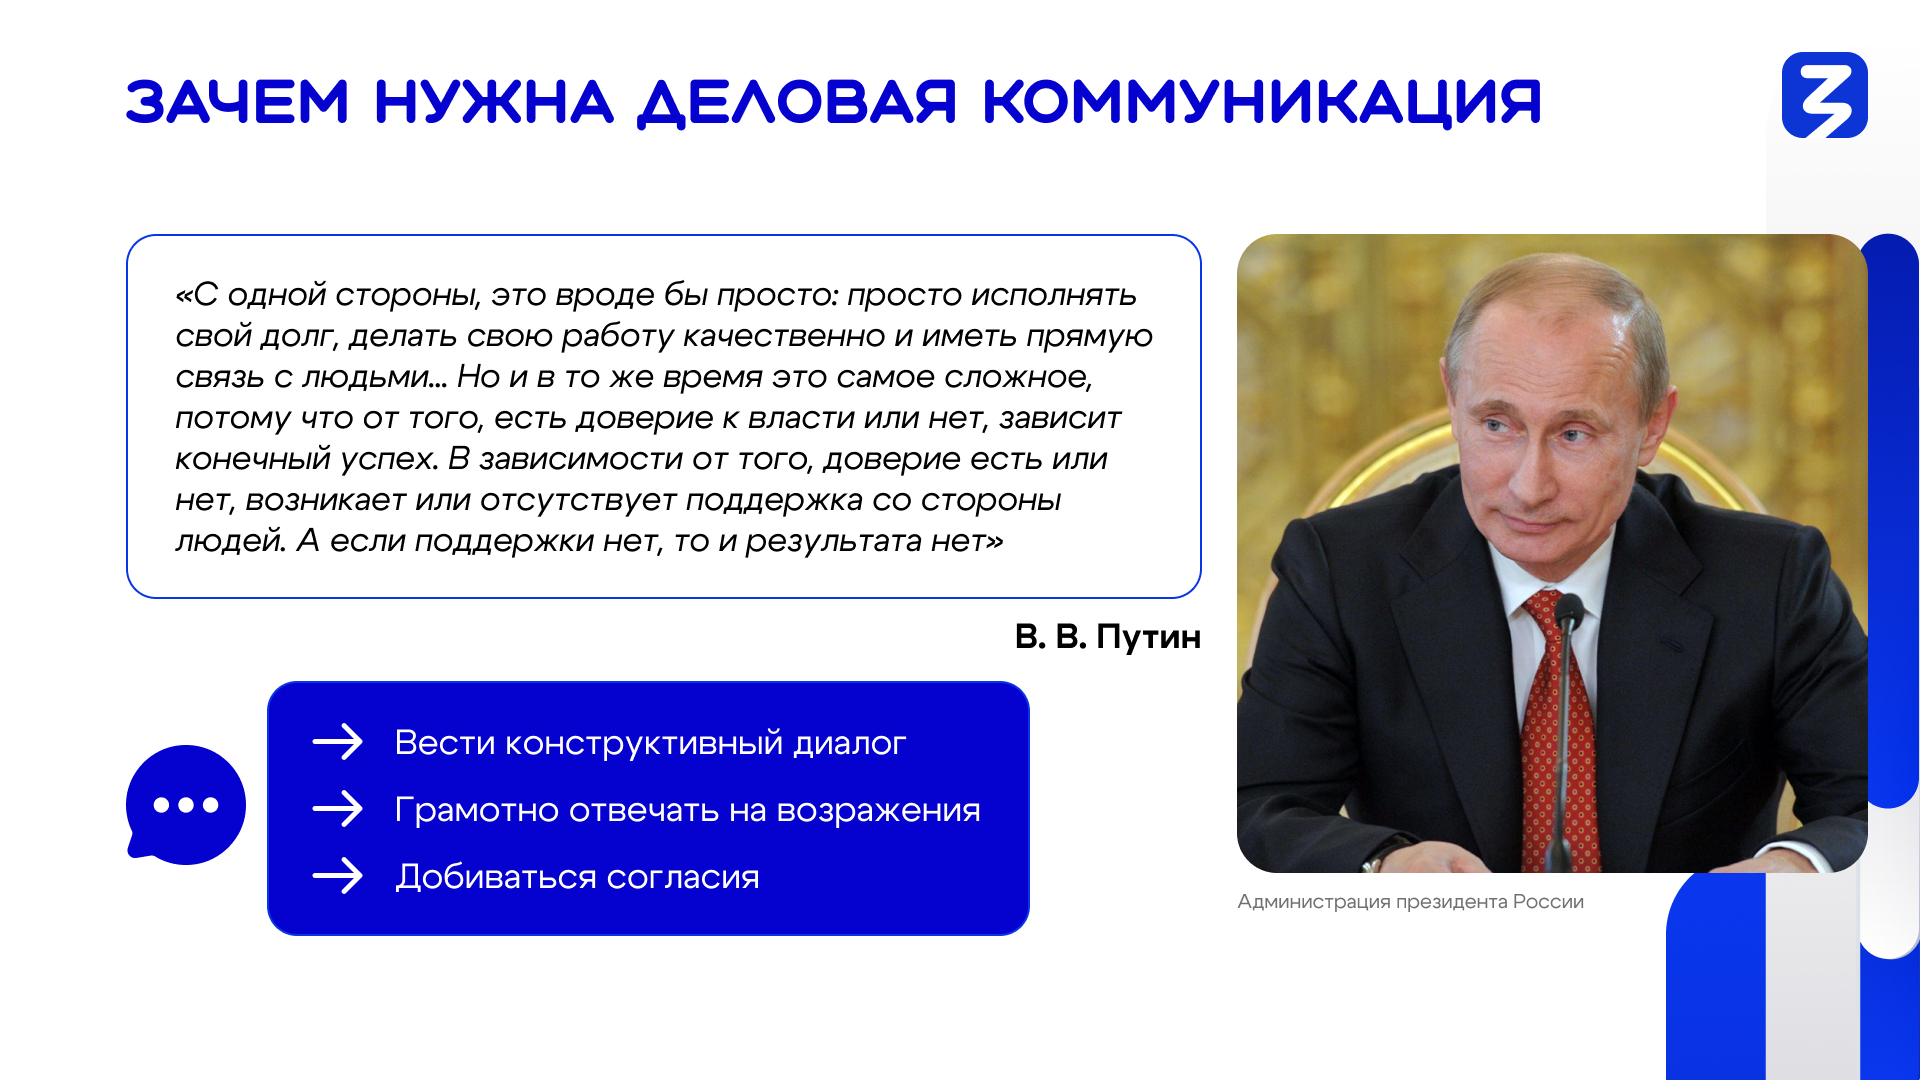 ЗАЧЕМ НУЖНА ДЕЛОВАЯ КОММУНИКАЦИЯ
«С одной стороны, это вроде бы просто: просто исполнять
свой долг, делать свою работу качественно и иметь прямую
связь с людьми... Но и в то же время это самое сложное,
потому что от того, есть доверие к власти или нет, зависит
конечный успех. В зависимости от того, доверие есть или
нет, возникает или отсутствует поддержка со стороны
людей. А если поддержки нет, то и результата нет»
В. В. Путин
Вести конструктивный диалог
Грамотно отвечать на возражения
Добиваться согласия
Администрация президента России